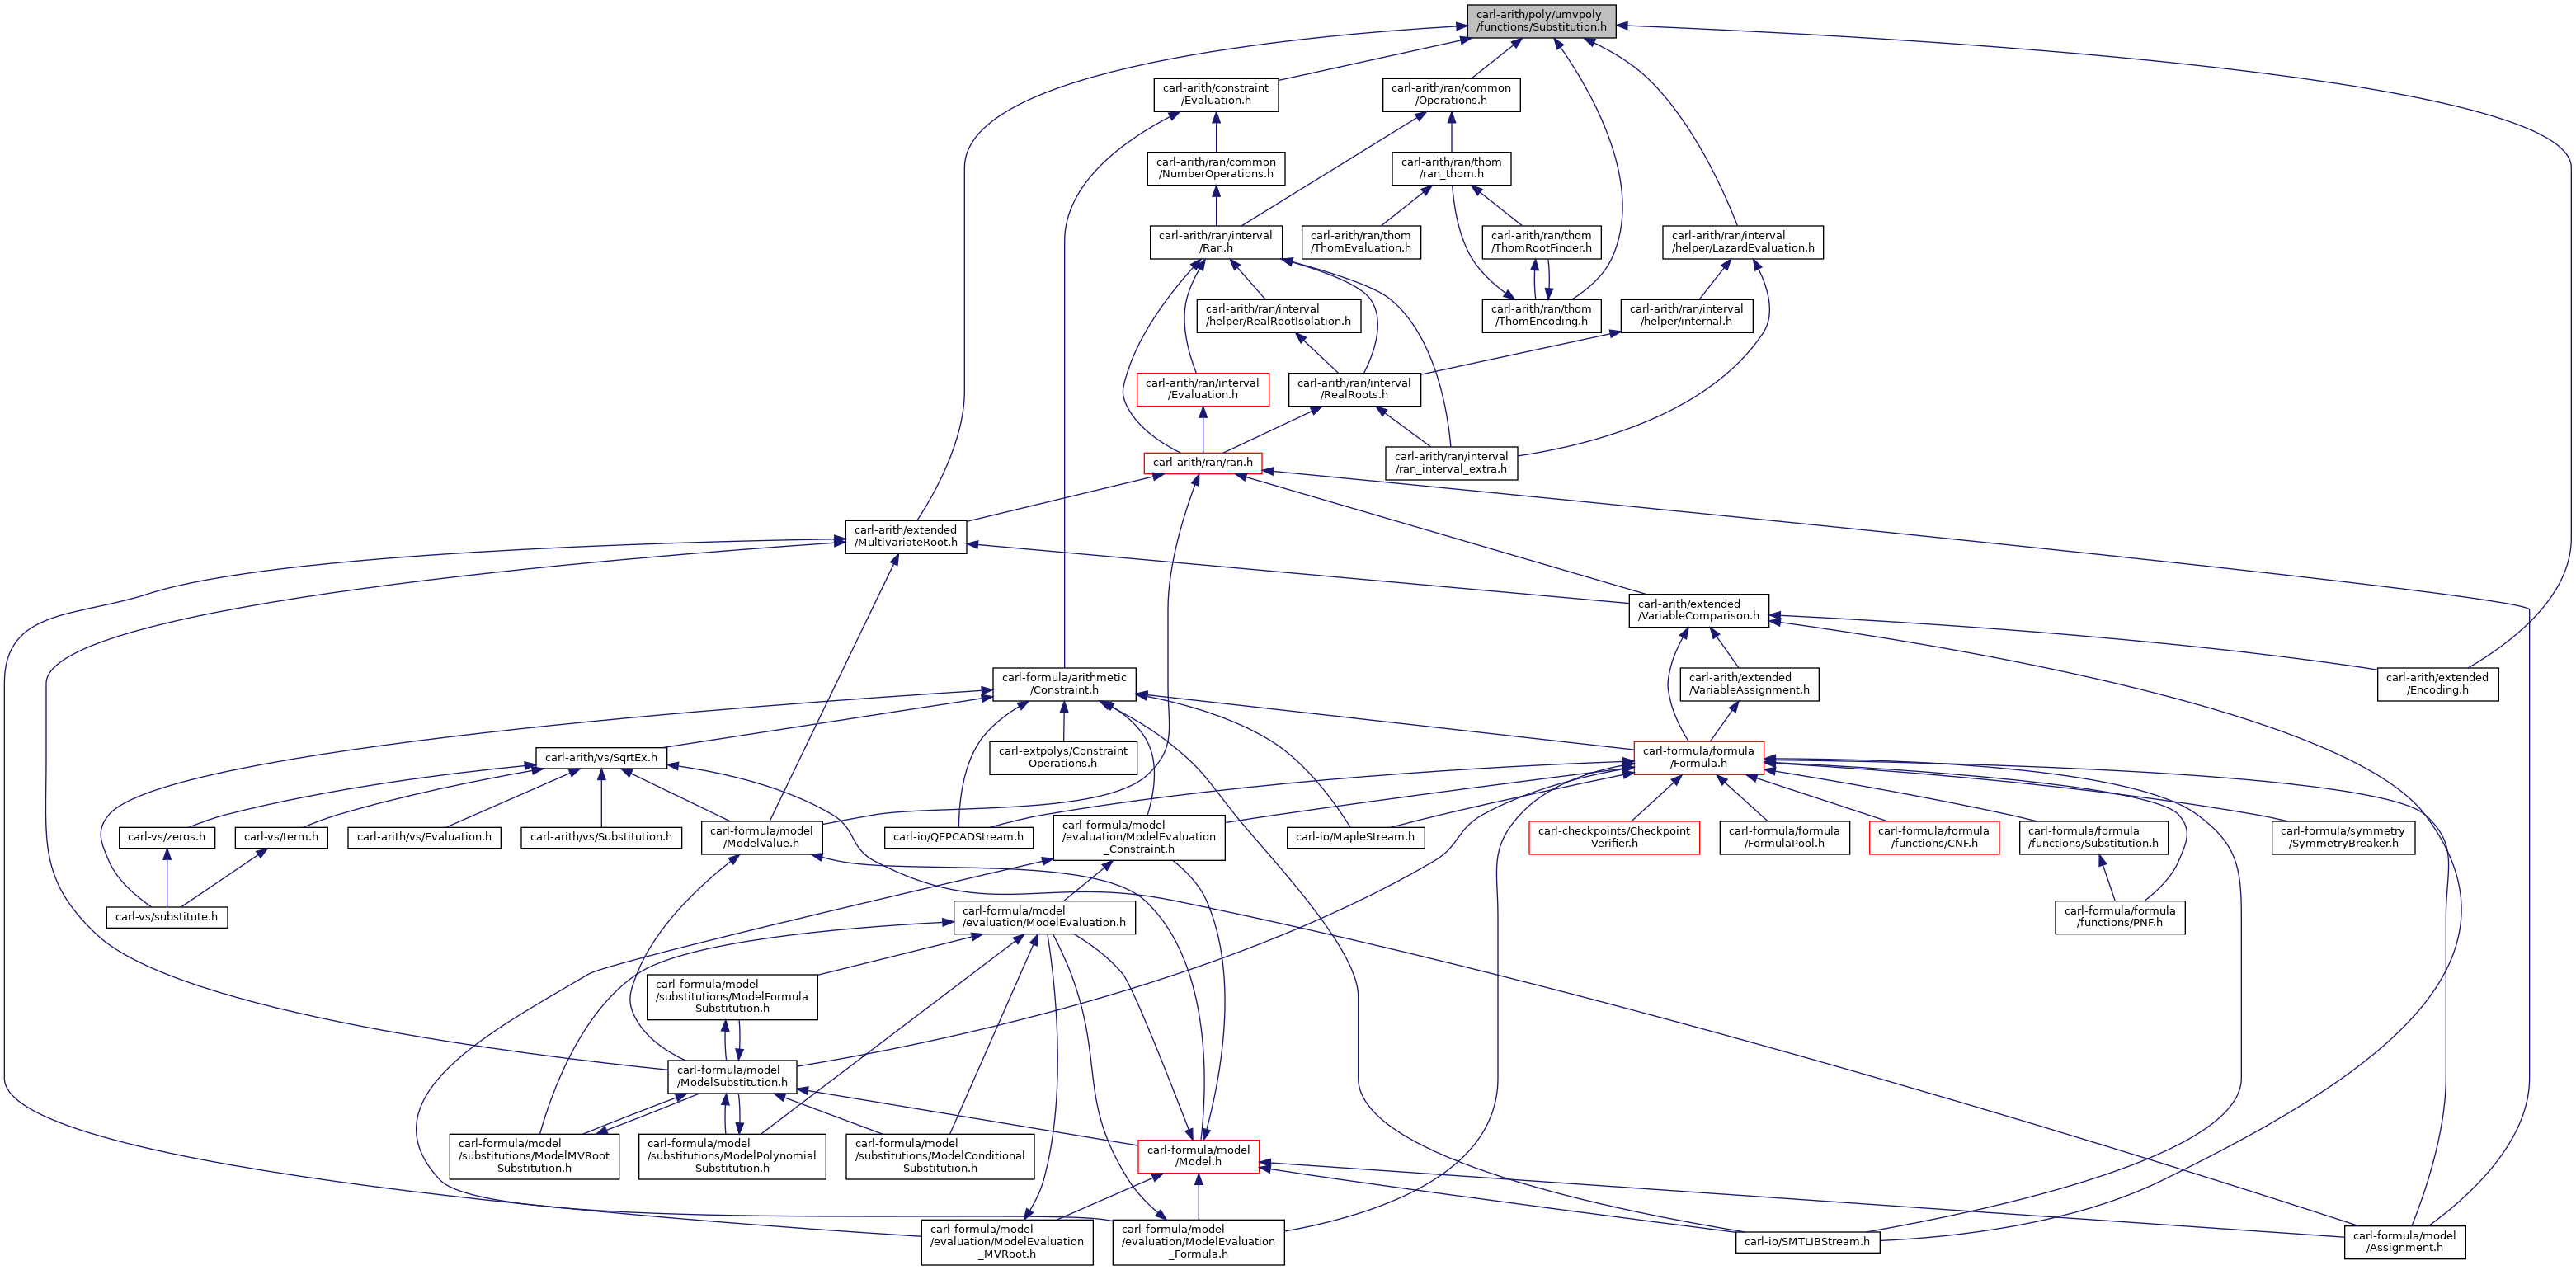 carl-arith/poly/umvpoly
/functions/Substitution.h
carl-arith/constraint
/Evaluation.h
carl-arith/ran/common
/Operations.h
carl-arith/ran/common
/NumberOperations.h
carl-arith/ran/thom
/ran_thom.h
carl-arith/ran/interval
/Ran.h
carl-arith/ran/thom
/ThomEvaluation.h
carl-arith/ran/thom
/ThomRootFinder.h
carl-arith/ran/interval
/helper/LazardEvaluation.h
carl-arith/ran/interval
/helper/RealRootIsolation.h
carl-arith/ran/thom
/ThomEncoding.h
carl-arith/ran/interval
/helper/internal.h
carl-arith/ran/interval
/Evaluation.h
carl-arith/ran/interval
/RealRoots.h
carl-arith/ran/ran.h
carl-arith/ran/interval
/ran_interval_extra.h
carl-arith/extended
/MultivariateRoot.h
carl-arith/extended
/VariableComparison.h
carl-formula/arithmetic
/Constraint.h
carl-arith/extended
/VariableAssignment.h
carl-arith/extended
/Encoding.h
carl-arith/vs/SqrtEx.h
carl-extpolys/Constraint
Operations.h
carl-formula/formula
/Formula.h
carl-vs/zeros.h
carl-vs/term.h
carl-arith/vs/Evaluation.h
carl-arith/vs/Substitution.h
carl-formula/model
/ModelValue.h
carl-io/QEPCADStream.h
carl-formula/model
/evaluation/ModelEvaluation
_Constraint.h
carl-io/MapleStream.h
carl-checkpoints/Checkpoint
Verifier.h
carl-formula/formula
/FormulaPool.h
carl-formula/formula
/functions/CNF.h
carl-formula/formula
/functions/Substitution.h
carl-formula/symmetry
/SymmetryBreaker.h
carl-vs/substitute.h
carl-formula/model
/evaluation/ModelEvaluation.h
carl-formula/formula
/functions/PNF.h
carl-formula/model
/substitutions/ModelFormula
Substitution.h
carl-formula/model
/ModelSubstitution.h
carl-formula/model
/substitutions/ModelMVRoot
Substitution.h
carl-formula/model
/substitutions/ModelPolynomial
Substitution.h
carl-formula/model
/substitutions/ModelConditional
Substitution.h
carl-formula/model
/Model.h
carl-formula/model
/evaluation/ModelEvaluation
_MVRoot.h
carl-formula/model
/evaluation/ModelEvaluation
_Formula.h
carl-io/SMTLIBStream.h
carl-formula/model
/Assignment.h